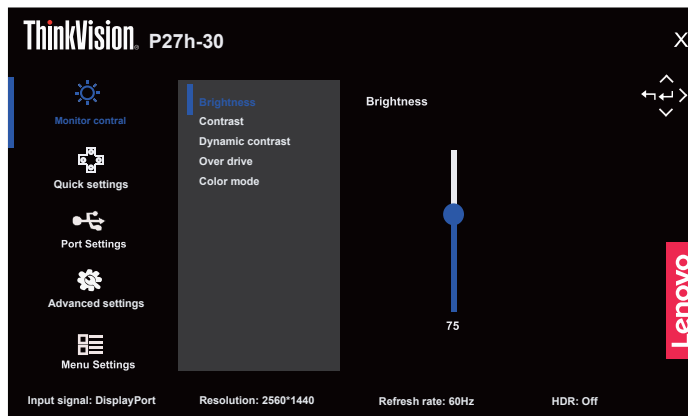 ThinkVision® P27h-30
X
Monitor contral
Quick settings
Port Settings
Advanced settings
Menu Settings
Brightness
Contrast
Dynamic contrast
Over drive
Color mode
Brightness
75
Lenovo
Input signal: DisplayPort Resolution: 2560*1440 Refresh rate: 60Hz HDR: Off